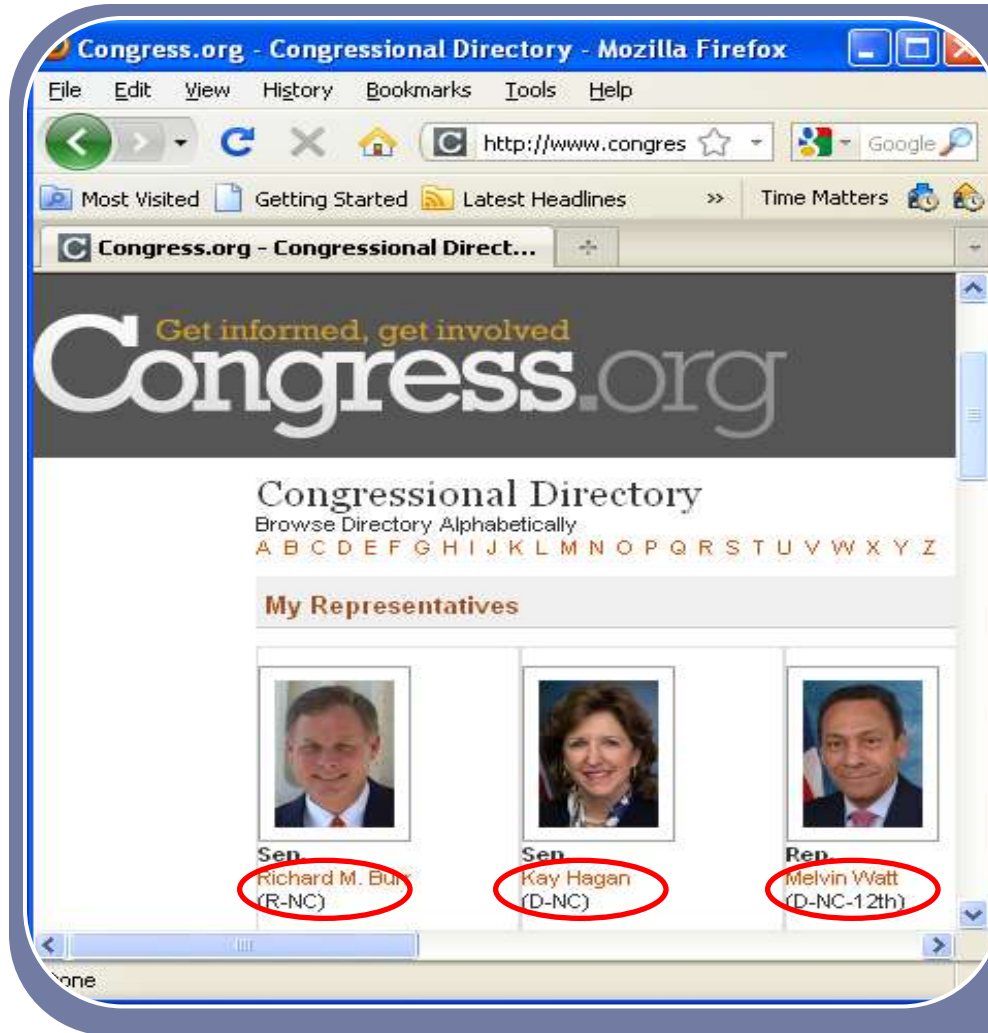 Congress.org - Congressional Directory - Mozilla Firefox
File Edit View History Bookmarks Tools Help
C http://www.congres Google
Most Visited Getting Started Latest Headlines » Time Matters
C Congress.org - Congressional Direct...
Get informed, get involved
Congress.org
Congressional Directory
Browse Directory Alphabetically
A B C D E F G H I J K L M N O P Q R S T U V W X Y Z
My Representatives
Sen. Sen. Rep.
Richard M. Burr Kay Hagan Melvin Watt
(R-NC) (D-NC) (D-NC-12th)
one